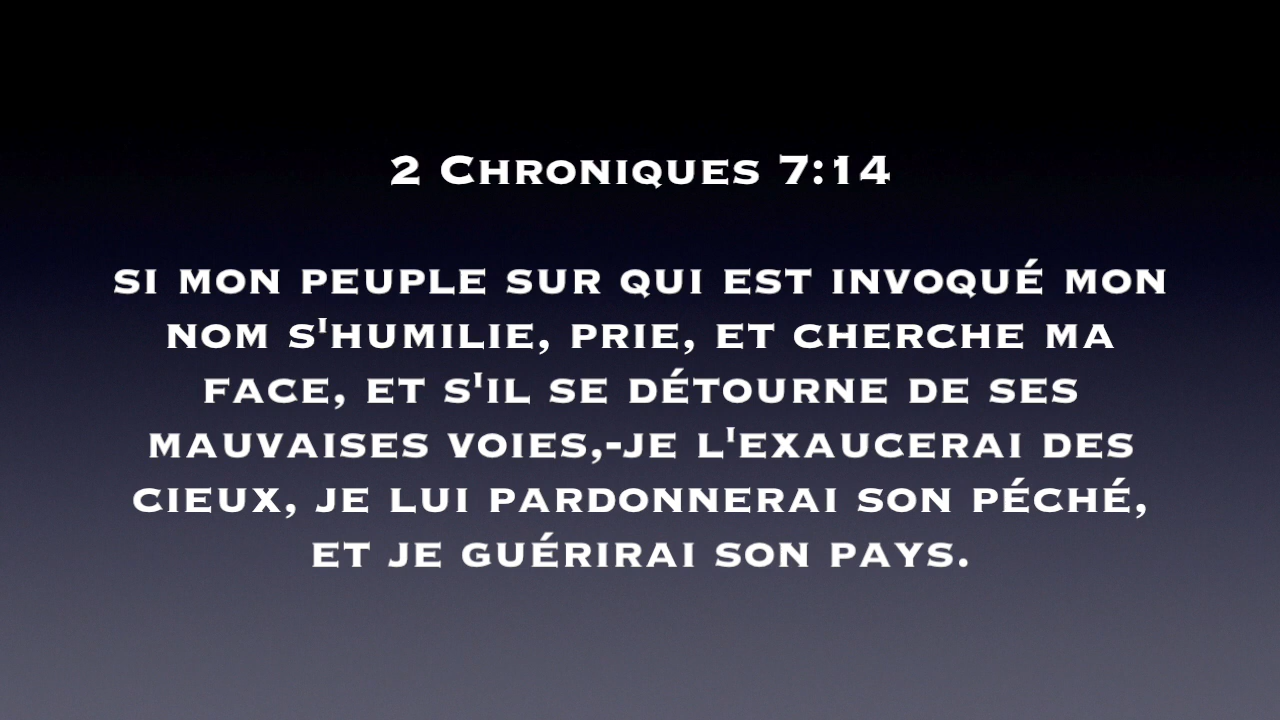 2 Chroniques 7:14
si mon peuple sur qui est invoqué mon
nom s'humilie, prie, et cherche ma
face, et s'il se détourne de ses
mauvaises voies,-je l'exaucerai des
cieux, je lui pardonnerai son péché,
et je guérirai son pays.